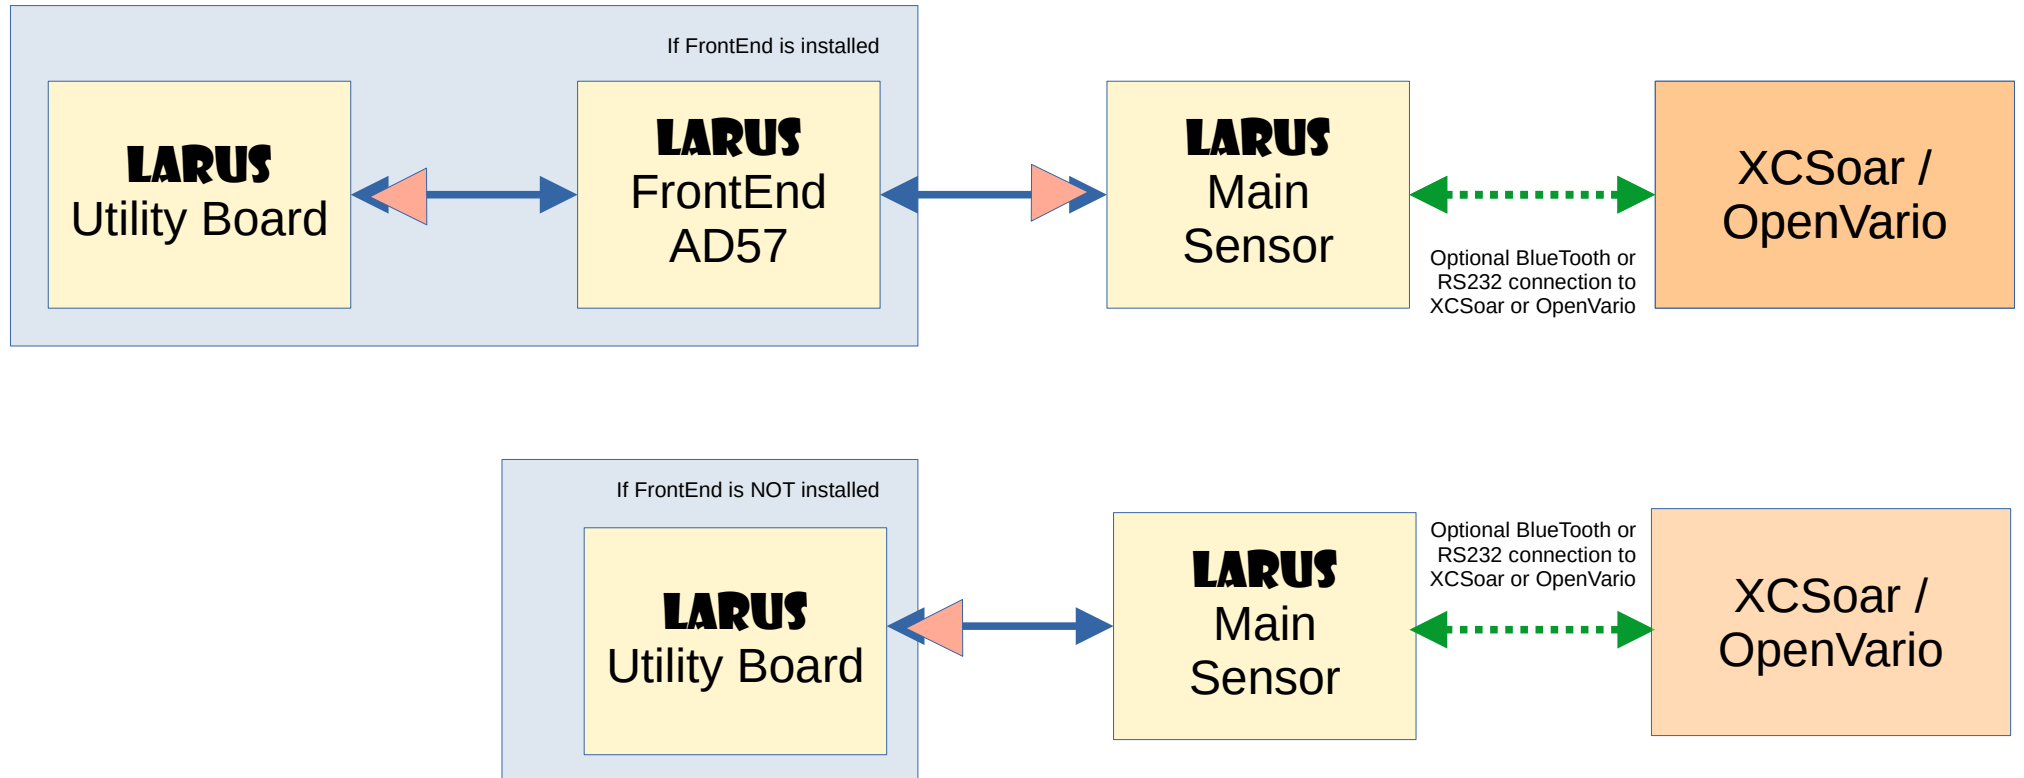 If FrontEnd is installed
LARUS
Utility Board
LARUS
FrontEnd
AD57
LARUS
Main
Sensor
Optional BlueTooth or
RS232 connection to
XCSoar or OpenVario
XCSoar /
OpenVario
If FrontEnd is NOT installed
LARUS
Utility Board
LARUS
Main
Sensor
Optional BlueTooth or
RS232 connection to
XCSoar or OpenVario
XCSoar /
OpenVario